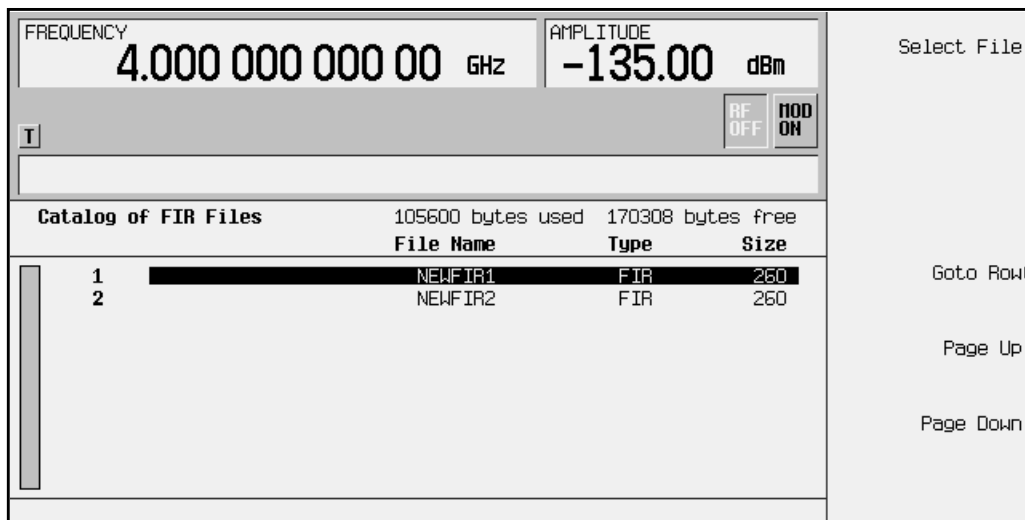 FREQUENCY
4.000 000 000 00 GHz
AMPLITUDE
-135.00 dBm
Select File
RF OFF
MOD ON
T
Catalog of FIR Files 105600 bytes used 170308 bytes free
File Name Type Size
1 NEWFIR1 FIR 260
2 NEWFIR2 FIR 260
Goto Row
Page Up
Page Down